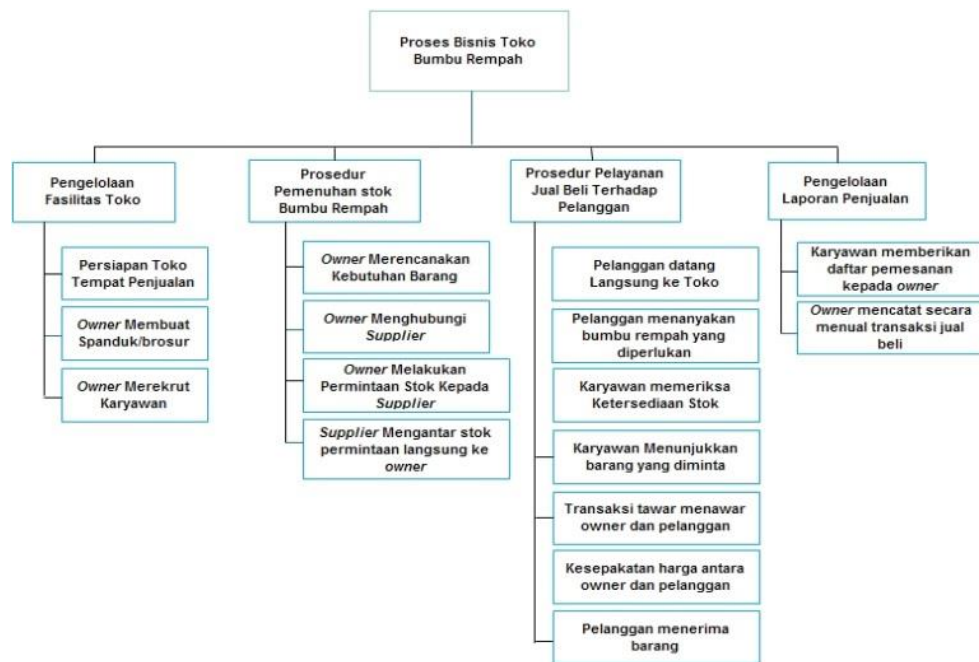 Proses Bisnis Toko
Bumbu Rempah
Pengelolaan
Fasilitas Toko
Persiapan Toko
Tempat Penjualan
Owner Membuat
Spanduk/brosur
Owner Merekrut
Karyawan
Prosedur
Pemenuhan stok
Bumbu Rempah
Owner Merencanakan
Kebutuhan Barang
Owner Menghubungi
Supplier
Owner Melakukan
Permintaan Stok Kepada
Supplier
Supplier Mengantar stok
permintaan langsung ke
owner
Prosedur Pelayanan
Jual Beli Terhadap
Pelanggan
Pelanggan datang
Langsung ke Toko
Pelanggan menanyakan
bumbu rempah yang
diperlukan
Karyawan memeriksa
Ketersediaan Stok
Karyawan Menunjukkan
barang yang diminta
Transaksi tawar menawar
owner dan pelanggan
Kesepakatan harga antara
owner dan pelanggan
Pelanggan menerima
barang
Pengelolaan
Laporan Penjualan
Karyawan memberikan
daftar pemesanan
kepada owner
Owner mencatat secara
menual transaksi jual
beli